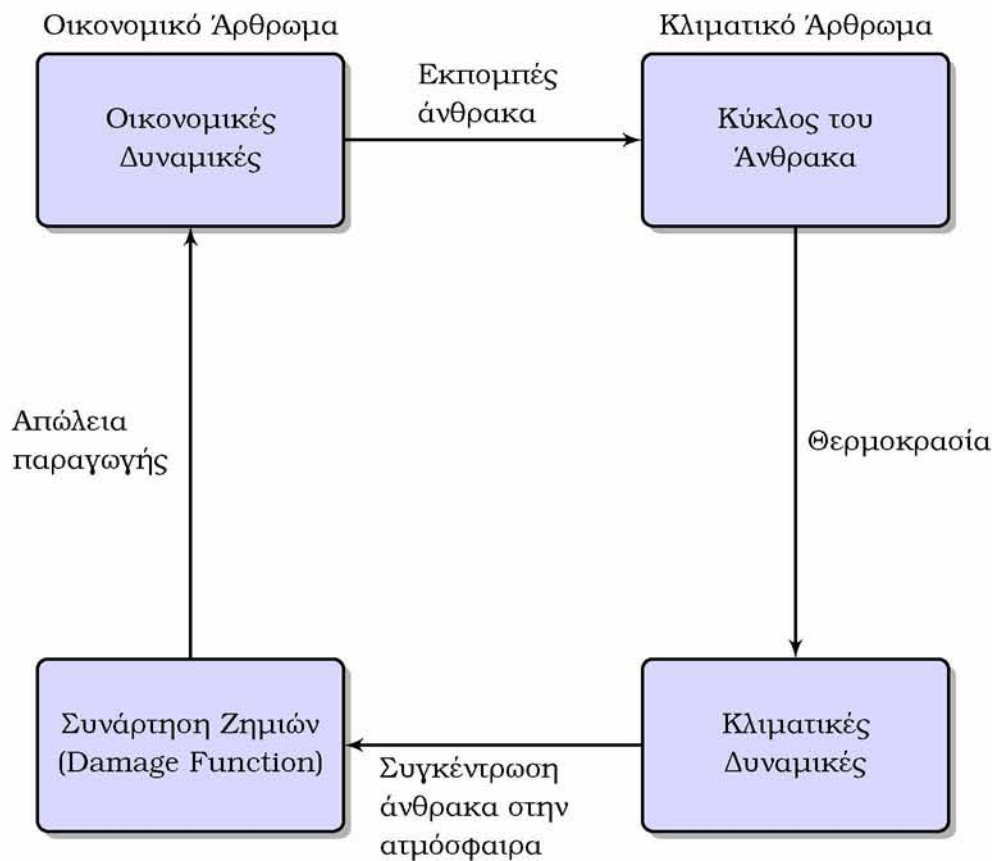 Οικονομικό Άρθρωμα
Κλιματικό Άρθρωμα
Οικονομικές
Δυναμικές
Εκπομπές
άνθρακα
Κύκλος του
Άνθρακα
Απώλεια
παραγωγής
Θερμοκρασία
Συνάρτηση Ζημιών
(Damage Function)
Συγκέντρωση
άνθρακα στην
ατμόσφαιρα
Κλιματικές
Δυναμικές